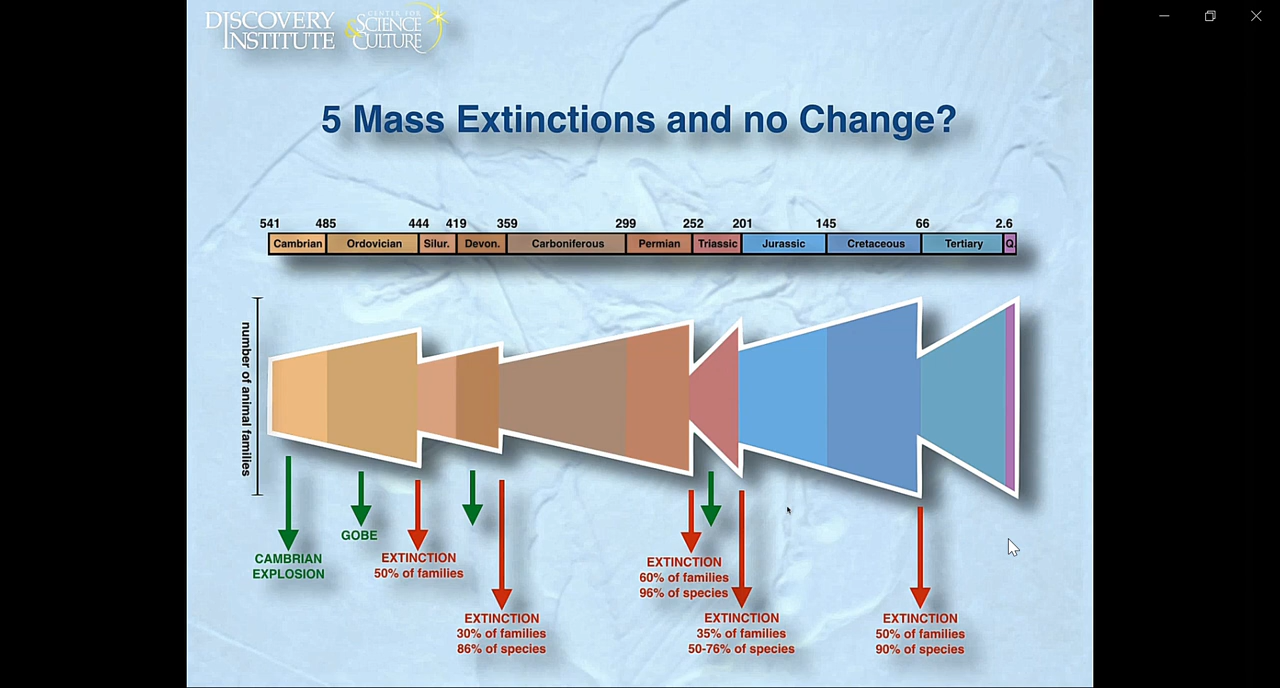 DISCOVERY
INSTITUTE
CENTER FOR
SCIENCE
& CULTURE
5 Mass Extinctions and no Change?
541 485 444 419 359 299 252 201 145 66 2.6
Cambrian Ordovician Silur. Devon. Carboniferous Permian Triassic Jurassic Cretaceous Tertiary Q.
number of animal families
CAMBRIAN
EXPLOSION
GOBE
EXTINCTION
50% of families
EXTINCTION
30% of families
86% of species
EXTINCTION
60% of families
96% of species
EXTINCTION
35% of families
50-76% of species
EXTINCTION
50% of families
90% of species